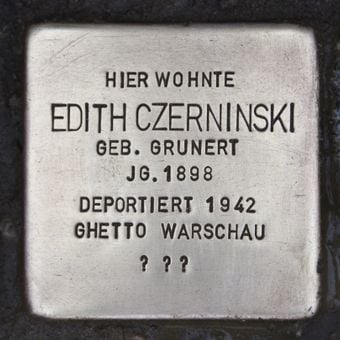 HIER WOHNTE
EDITH CZERNINSKI
GEB. GRUNERT
JG. 1898
DEPORTIERT 1942
GHETTO WARSCHAU
? ? ?